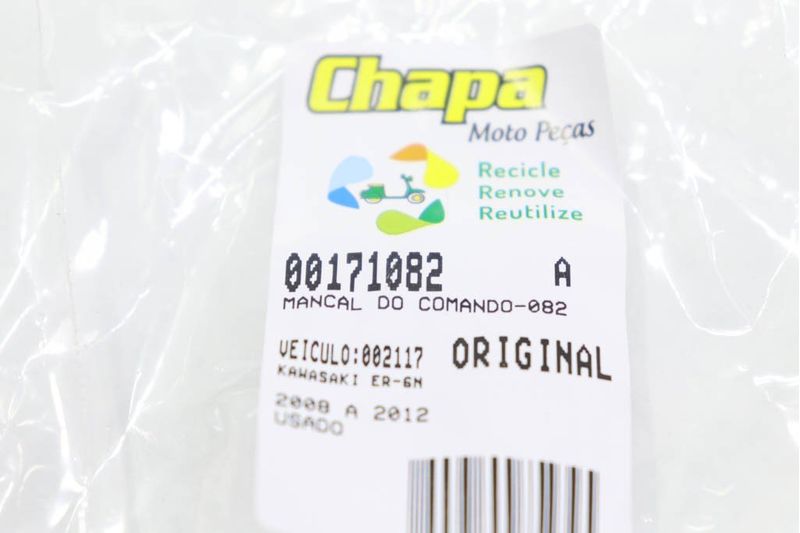 Chapa
Moto Peças
Recicle
Renove
Reutilize
00171082 A
MANCAL DO COMANDO-082
VEICULO:002117 ORIGINAL
KAWASAKI ER-6N
2008 A 2012
USADO